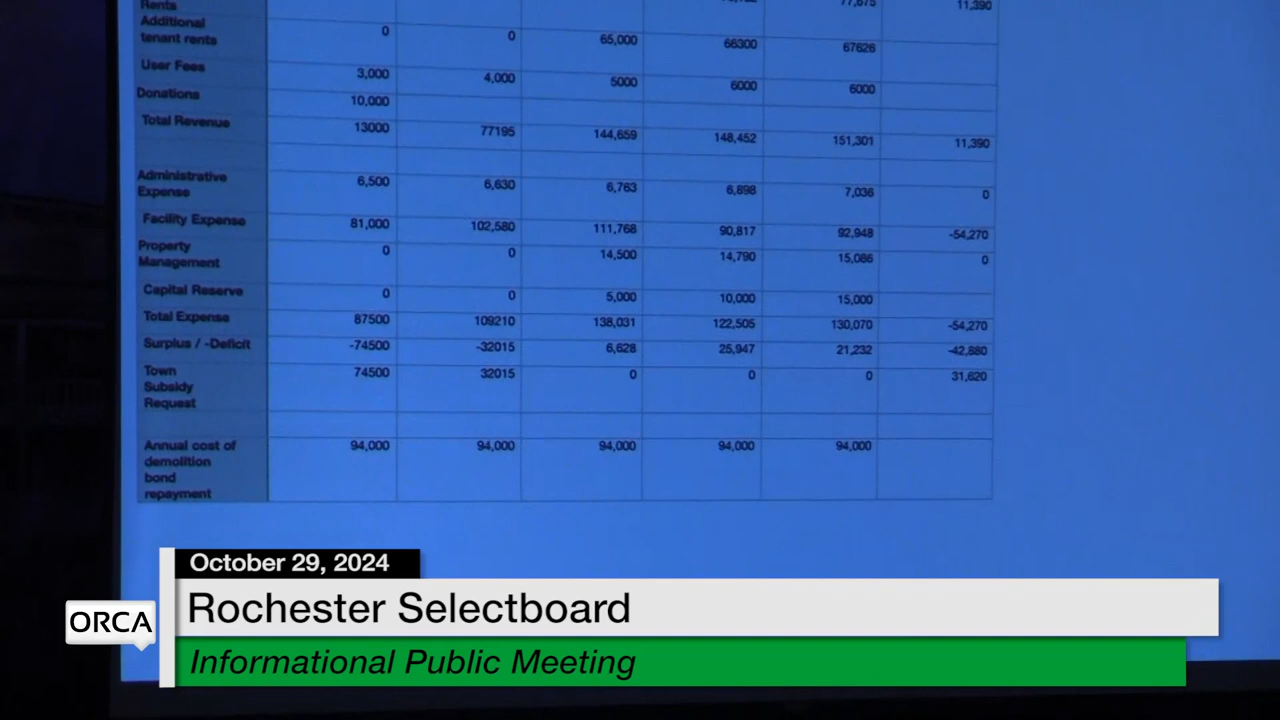 Rents 77,675 11,390
Additional
tenant rents 0 0 65,000 66300 67626
User Fees 3,000 4,000 5000 6000 6000
Donations 10,000
Total Revenue 13000 77195 144,659 148,452 151,301 11,390
Administrative
Expense 6,500 6,630 6,763 6,898 7,036 0
Facility Expense 81,000 102,580 111,768 90,817 92,948 -54,270
Property
Management 0 0 14,500 14,790 15,086 0
Capital Reserve 0 0 5,000 10,000 15,000
Total Expense 87500 109210 138,031 122,505 130,070 -54,270
Surplus / -Deficit -74500 -32015 6,628 25,947 21,232 -42,880
Town
Subsidy
Request 74500 32015 0 0 0 31,620
Annual cost of
demolition
bond
repayment 94,000 94,000 94,000 94,000 94,000
October 29, 2024
ORCA
Rochester Selectboard
Informational Public Meeting